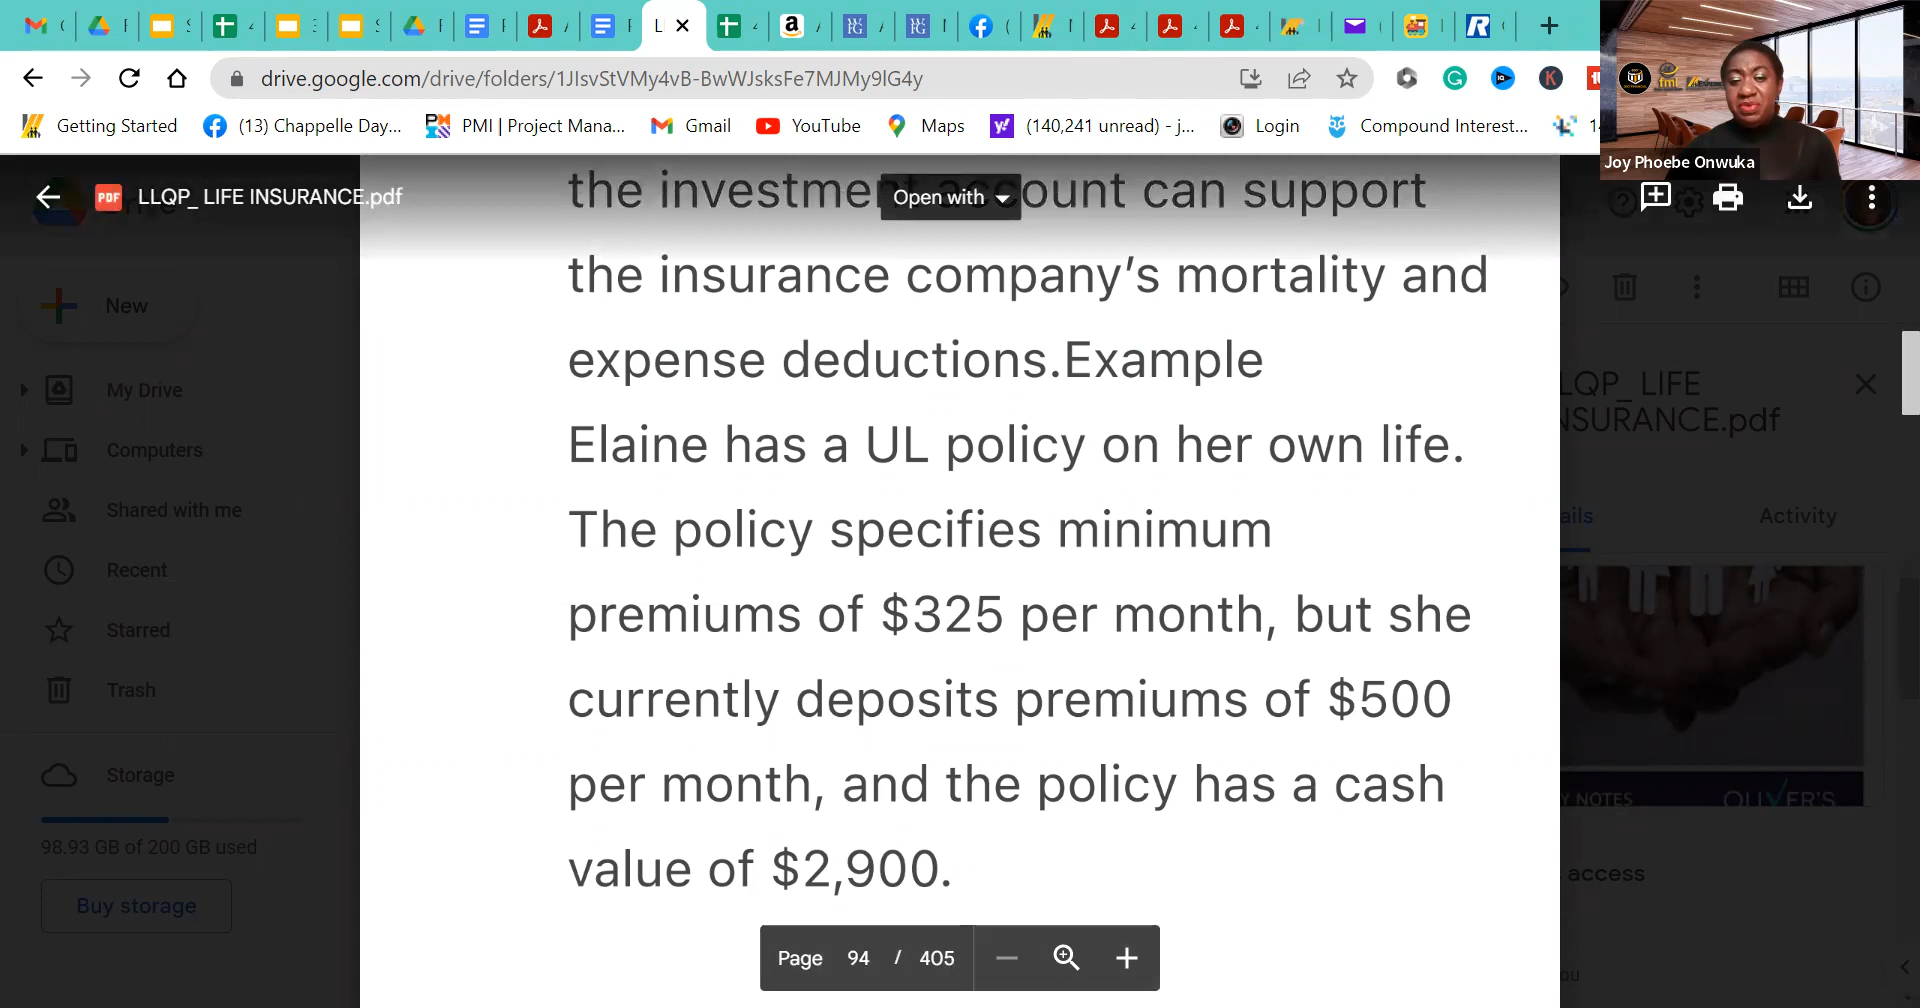 drive.google.com/drive/folders/1JIsvStVMy4vB-BwWJsksFe7MJMy9lG4y
Getting Started
(13) Chappelle Day...
PMI | Project Mana...
Gmail
YouTube
Maps
(140,241 unread) - j...
Login
Compound Interest...
Joy Phoebe Onwuka
PDF LLQP_ LIFE INSURANCE.pdf
Open with
the investment account can support
the insurance company's mortality and
expense deductions.Example
Elaine has a UL policy on her own life.
The policy specifies minimum
premiums of $325 per month, but she
currently deposits premiums of $500
per month, and the policy has a cash
value of $2,900.
New
My Drive
Computers
Shared with me
Recent
Starred
Trash
Storage
98.93 GB of 200 GB used
Buy storage
LQP_ LIFE
NSURANCE.pdf
ails
Activity
Y NOTES
OLIVER'S
access
Page 94 / 405